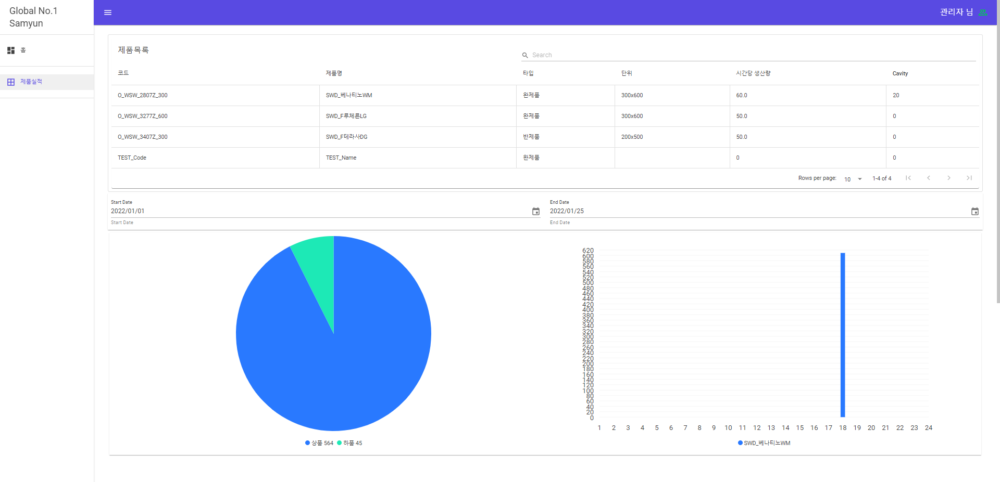 Global No.1
Samyun
관리자 님
홈
제품실적
제품목록
Search
코드 제품명 타입 단위 시간당 생산량 Cavity
O_WSW_2807Z_300 SWD_베나티노WM 완제품 300x600 60.0 20
O_WSW_3277Z_600 SWD_F루체른LG 완제품 300x600 50.0 0
O_WSW_3407Z_300 SWD_F테라사DG 반제품 200x500 50.0 0
TEST_Code TEST_Name 완제품 0 0
Rows per page: 10 1-4 of 4
Start Date End Date
2022/01/01 2022/01/25
Start Date End Date
620
600
580
560
540
520
500
480
460
440
420
400
380
360
340
320
300
280
260
240
220
200
180
160
140
120
100
80
60
40
20
0
1 2 3 4 5 6 7 8 9 10 11 12 13 14 15 16 17 18 19 20 21 22 23 24
상품 564 하품 45
SWD_베나티노WM